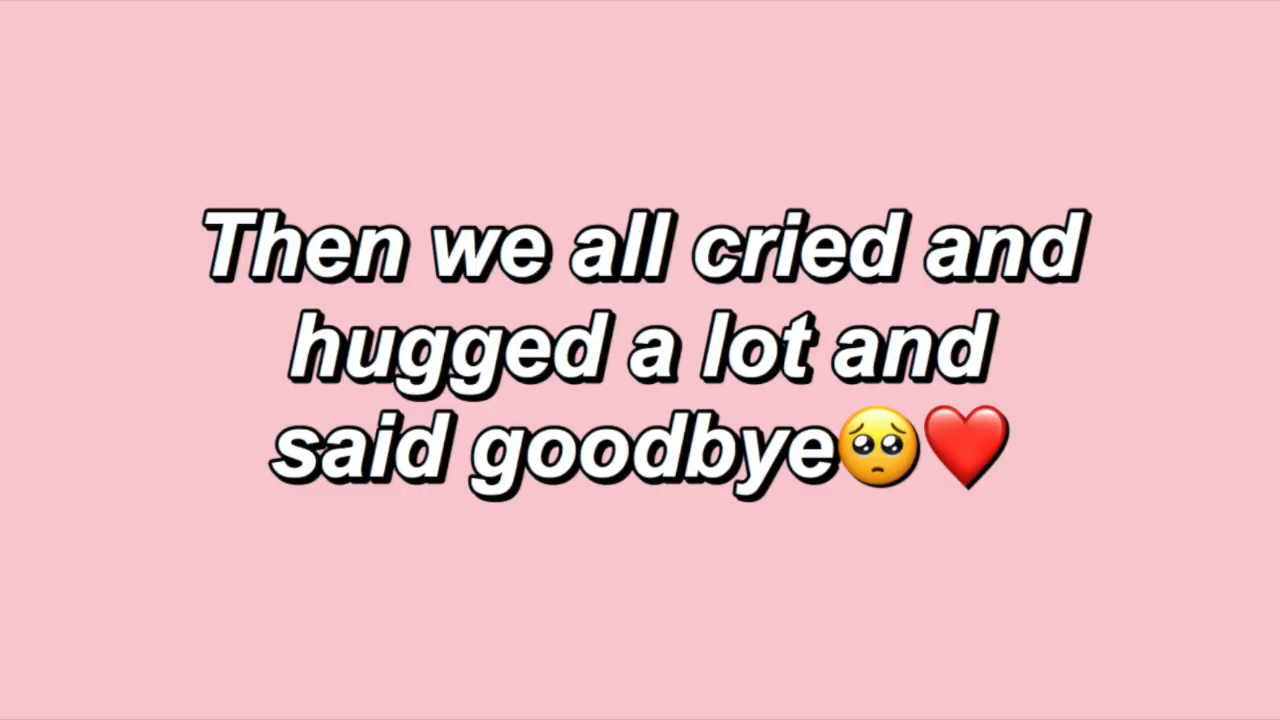 Then we all cried and
hugged a lot and
said goodbye🥺❤️